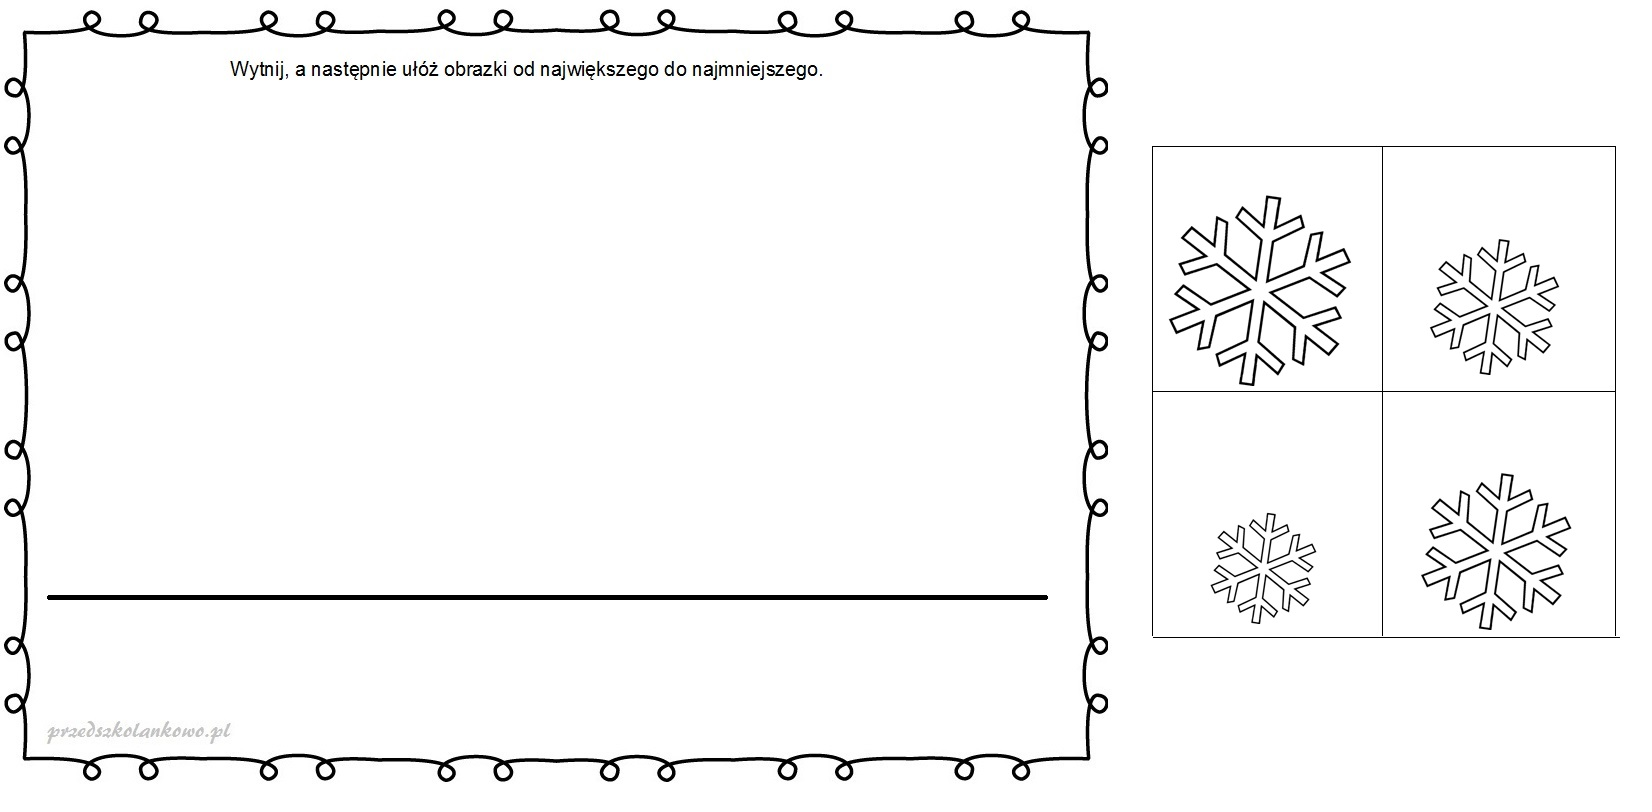 Wytnij, a następnie ułóż obrazki od największego do najmniejszego.
przedszkolankowo.pl